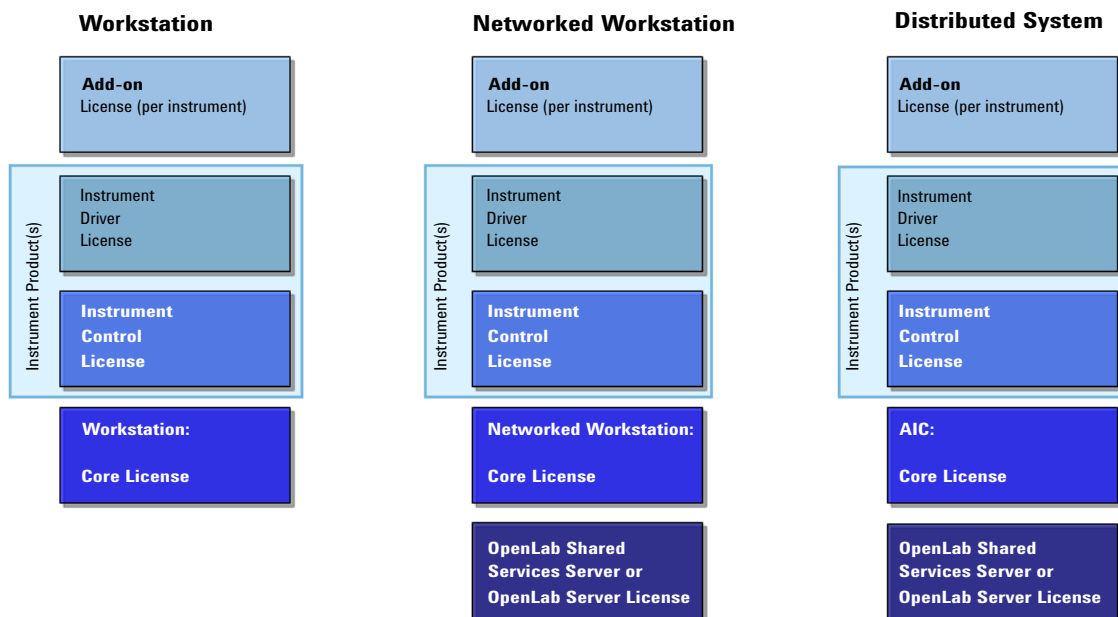 Workstation
Add-on
License (per instrument)
Instrument Product(s)
Instrument
Driver
License
Instrument
Control
License
Workstation:
Core License
Networked Workstation
Add-on
License (per instrument)
Instrument Product(s)
Instrument
Driver
License
Instrument
Control
License
Networked Workstation:
Core License
OpenLab Shared
Services Server or
OpenLab Server License
Distributed System
Add-on
License (per instrument)
Instrument Product(s)
Instrument
Driver
License
Instrument
Control
License
AIC:
Core License
OpenLab Shared
Services Server or
OpenLab Server License